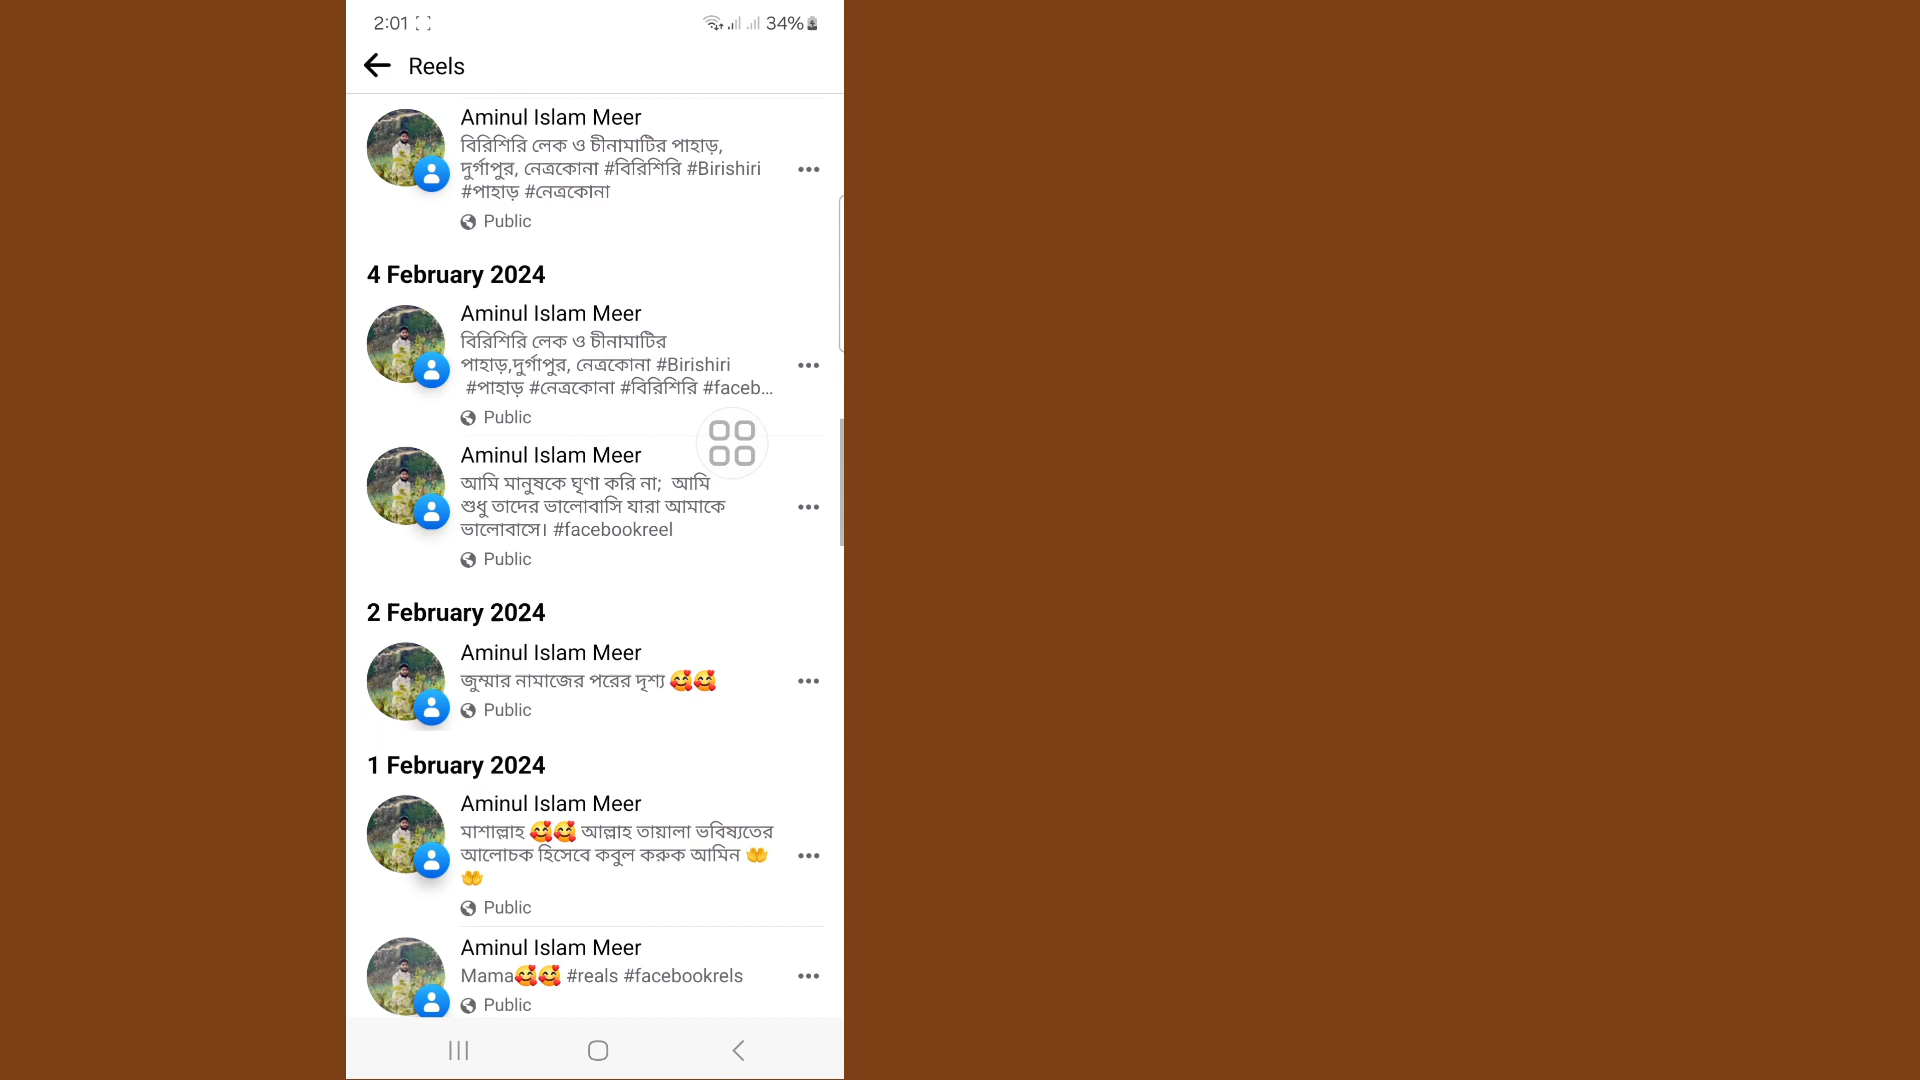 2:01
34%
Reels
Aminul Islam Meer
বিরিশিরি লেক ও চীনামাটির পাহাড়,
দুর্গাপুর, নেত্রকোনা #বিরিশিরি #Birishiri
#পাহাড় #নেত্রকোনা
Public
4 February 2024
Aminul Islam Meer
বিরিশিরি লেক ও চীনামাটির
পাহাড়,দুর্গাপুর, নেত্রকোনা #Birishiri
#পাহাড় #নেত্রকোনা #বিরিশিরি #faceb...
Public
Aminul Islam Meer
আমি মানুষকে ঘৃণা করি না;  আমি
শুধু তাদের ভালোবাসি যারা আমাকে
ভালোবাসে। #facebookreel
Public
2 February 2024
Aminul Islam Meer
জুম্মার নামাজের পরের দৃশ্য 🥰🥰
Public
1 February 2024
Aminul Islam Meer
মাশাল্লাহ 🥰🥰 আল্লাহ তায়ালা ভবিষ্যতের
আলোচক হিসেবে কবুল করুক আমিন 🤲
🤲
Public
Aminul Islam Meer
Mama🥰🥰 #reals #facebookrels
Public